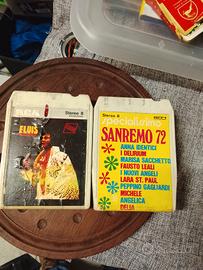 RCA
Stereo 8
ELVIS
Stereo 8
specialissimo
SANREMO 72
ANNA IDENTICI
I DELIRIUM
MARISA SACCHETTO
FAUSTO LEALI
I NUOVI ANGELI
LARA ST. PAUL
PEPPINO GAGLIARDI
MICHELE
ANGELICA
DELIA